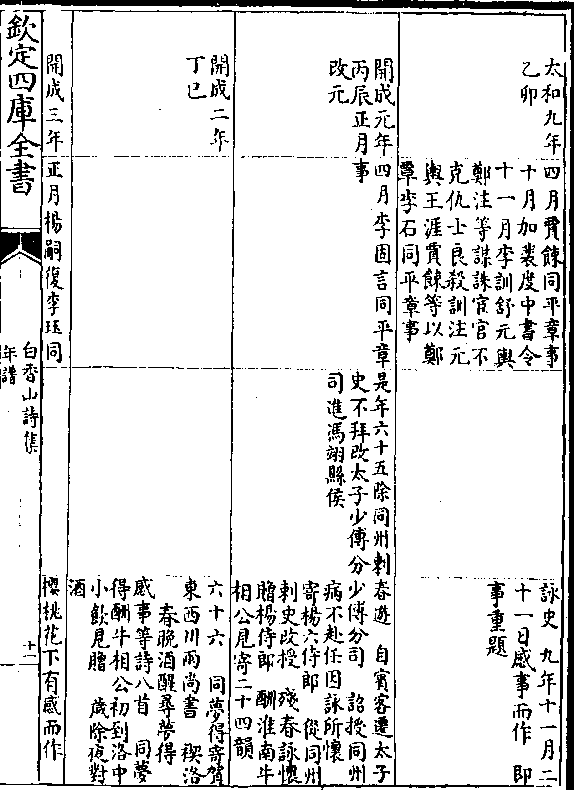 太和九年
乙卯
四月賈餗同平章事
十月加裴度中書令
十一月李訓舒元輿
鄭注等謀誅宦官不
克仇士良殺訓注元
輿王涯賈餗等以鄭
覃李石同平章事
詠史　九年十一月二
十一日感事而作　即
事重題
開成元年
丙辰正月
改元
四月李固言同平章
事
是年六十五除同州刺
史不拜改太子少傅分
司進馮翊縣侯
春遊　自賓客遷太子
少傅分司　詔授同州
病不赴任因詠所懷
寄楊六侍郎　從同州
刺史改授　殘春詠懷
贈楊侍郎　酬淮南牛
相公見寄二十四韻
開成二年
丁巳
六十六　同夢得寄賀
東西川兩尚書　禊洛
春晚酒醒尋夢得
感事等詩八首　同夢
得酬牛相公初到洛中
小飲見贈　歲除夜對
酒
開成三年
正月楊嗣復李珏同
櫻桃花下有感而作
欽定四庫全書
白香山詩集
年譜
十二